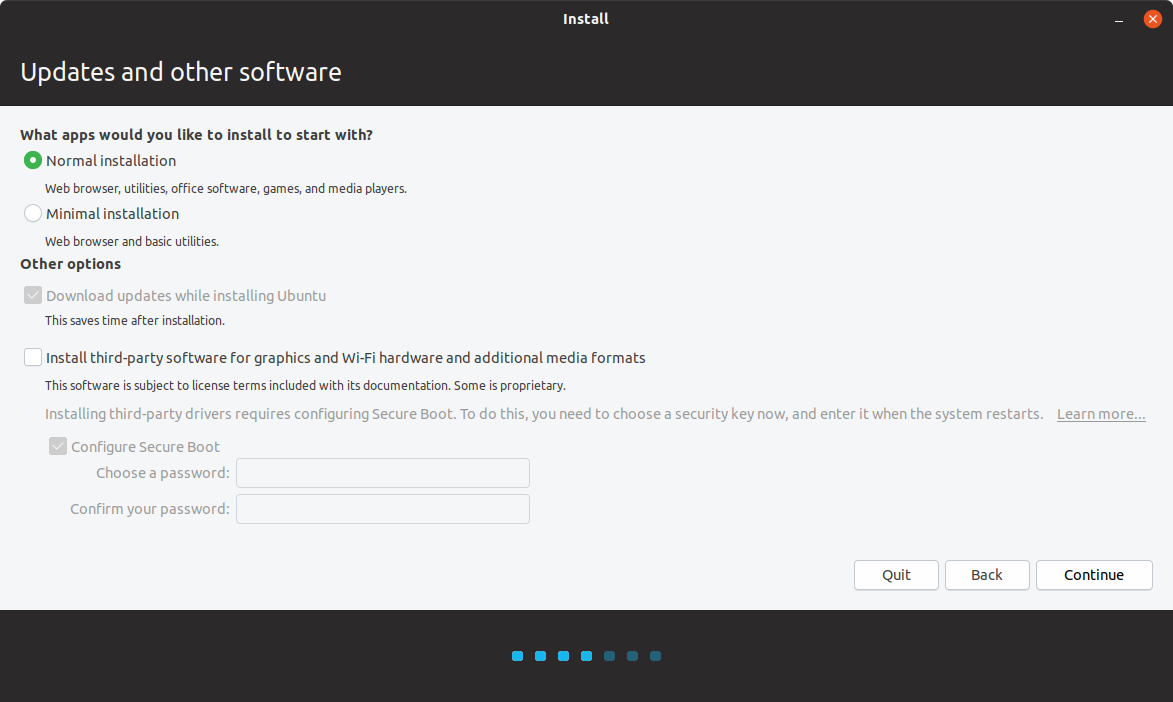 Install
Updates and other software
What apps would you like to install to start with?
Normal installation
Web browser, utilities, office software, games, and media players.
Minimal installation
Web browser and basic utilities.
Other options
Download updates while installing Ubuntu
This saves time after installation.
Install third-party software for graphics and Wi-Fi hardware and additional media formats
This software is subject to license terms included with its documentation. Some is proprietary.
Installing third-party drivers requires configuring Secure Boot. To do this, you need to choose a security key now, and enter it when the system restarts. Learn more...
Configure Secure Boot
Choose a password:
Confirm your password:
Quit Back Continue